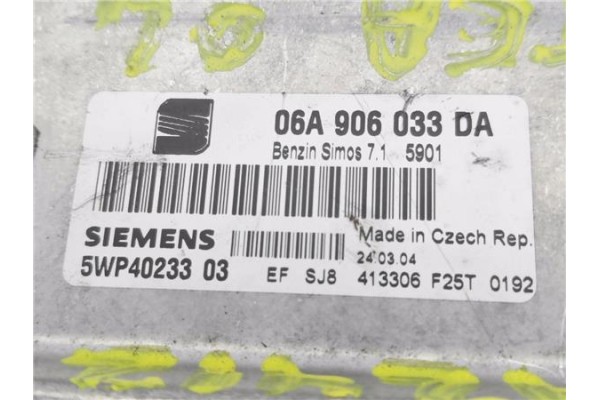 06A 906 033 DA
Benzin Simos 7.1 5901
SIEMENS
Made in Czech Rep.
24.03.04
5WP40233 03
EF SJ8 413306 F25T 0192